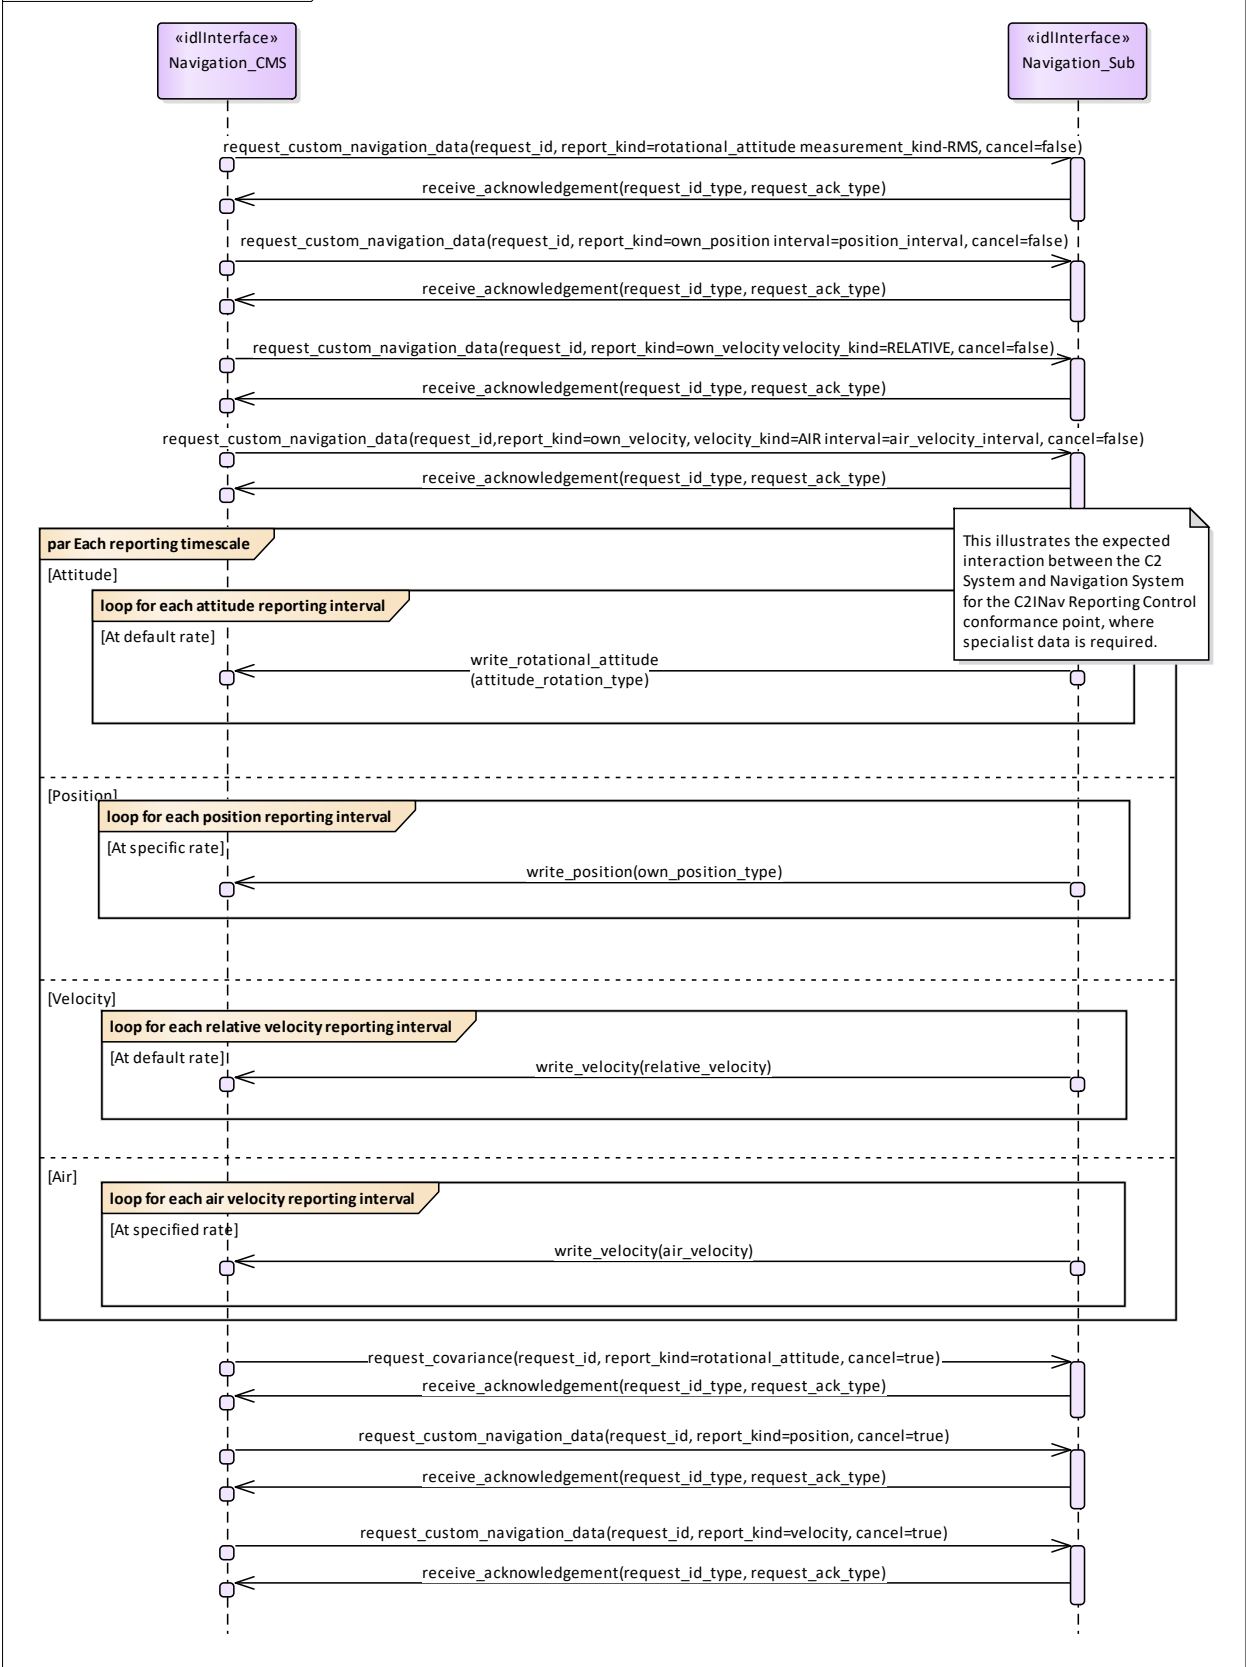 «idlInterface»
Navigation_CMS
«idlInterface»
Navigation_Sub
request_custom_navigation_data(request_id, report_kind=rotational_attitude measurement_kind-RMS, cancel=false)
receive_acknowledgement(request_id_type, request_ack_type)
request_custom_navigation_data(request_id, report_kind=own_position interval=position_interval, cancel=false)
receive_acknowledgement(request_id_type, request_ack_type)
request_custom_navigation_data(request_id, report_kind=own_velocity velocity_kind=RELATIVE, cancel=false)
receive_acknowledgement(request_id_type, request_ack_type)
request_custom_navigation_data(request_id,report_kind=own_velocity, velocity_kind=AIR interval=air_velocity_interval, cancel=false)
receive_acknowledgement(request_id_type, request_ack_type)
This illustrates the expected
interaction between the C2
System and Navigation System
for the C2INav Reporting Control
conformance point, where
specialist data is required.
par Each reporting timescale
[Attitude]
loop for each attitude reporting interval
[At default rate]
write_rotational_attitude
(attitude_rotation_type)
[Position]
loop for each position reporting interval
[At specific rate]
write_position(own_position_type)
[Velocity]
loop for each relative velocity reporting interval
[At default rate]
write_velocity(relative_velocity)
[Air]
loop for each air velocity reporting interval
[At specified rate]
write_velocity(air_velocity)
request_covariance(request_id, report_kind=rotational_attitude, cancel=true)
receive_acknowledgement(request_id_type, request_ack_type)
request_custom_navigation_data(request_id, report_kind=position, cancel=true)
receive_acknowledgement(request_id_type, request_ack_type)
request_custom_navigation_data(request_id, report_kind=velocity, cancel=true)
receive_acknowledgement(request_id_type, request_ack_type)